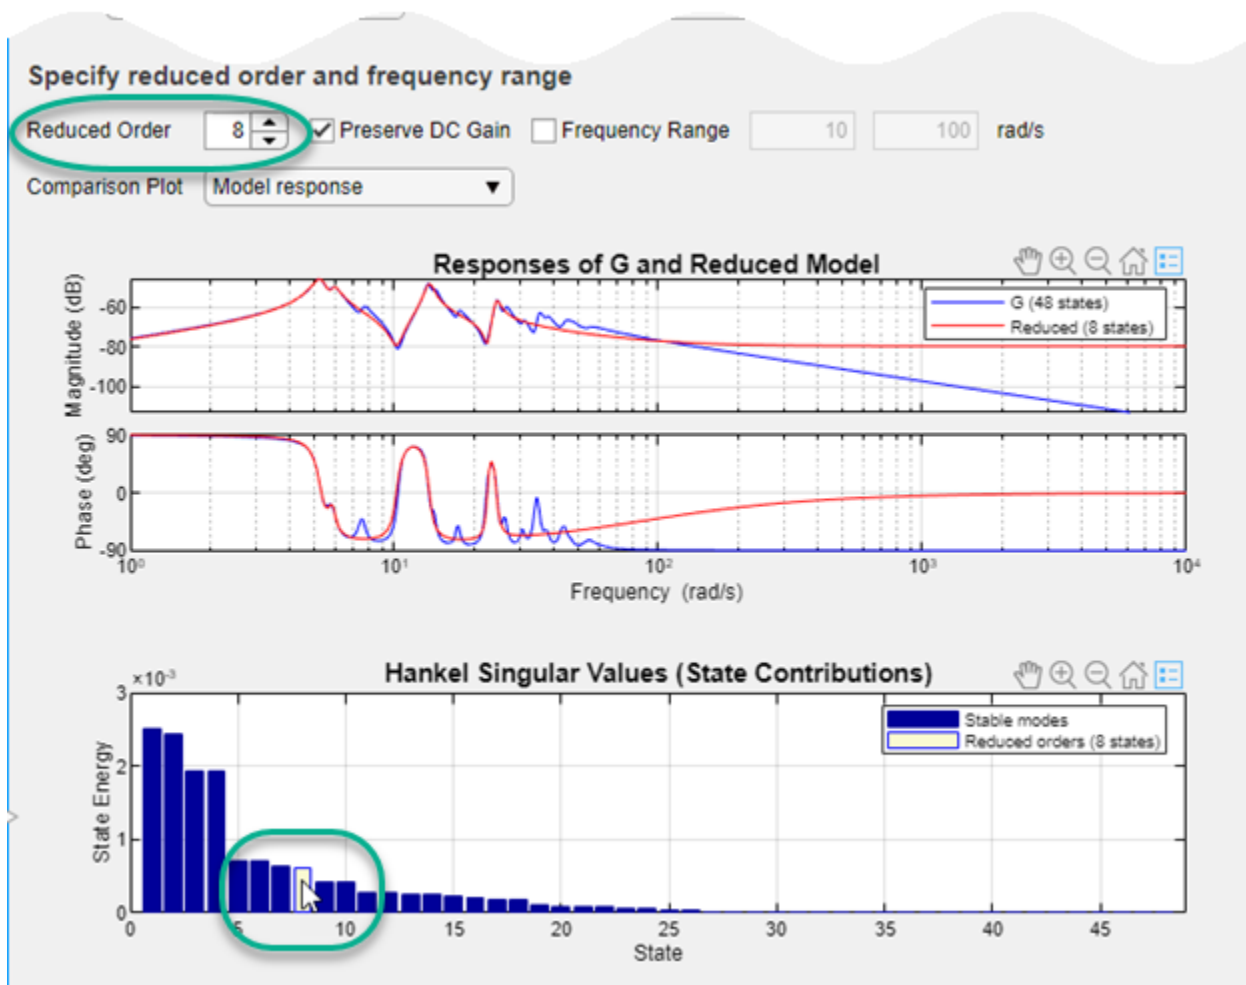 Specify reduced order and frequency range
Reduced Order 8 Preserve DC Gain Frequency Range 10 100 rad/s
Comparison Plot Model response
Responses of G and Reduced Model
Magnitude (dB)
-60
-80
-100
G (48 states)
Reduced (8 states)
Phase (deg)
90
0
-90
10⁰ 10¹ 10² 10³ 10⁴
Frequency (rad/s)
Hankel Singular Values (State Contributions)
×10⁻³
State Energy
3
2
1
0
Stable modes
Reduced orders (8 states)
0 5 10 15 20 25 30 35 40 45
State